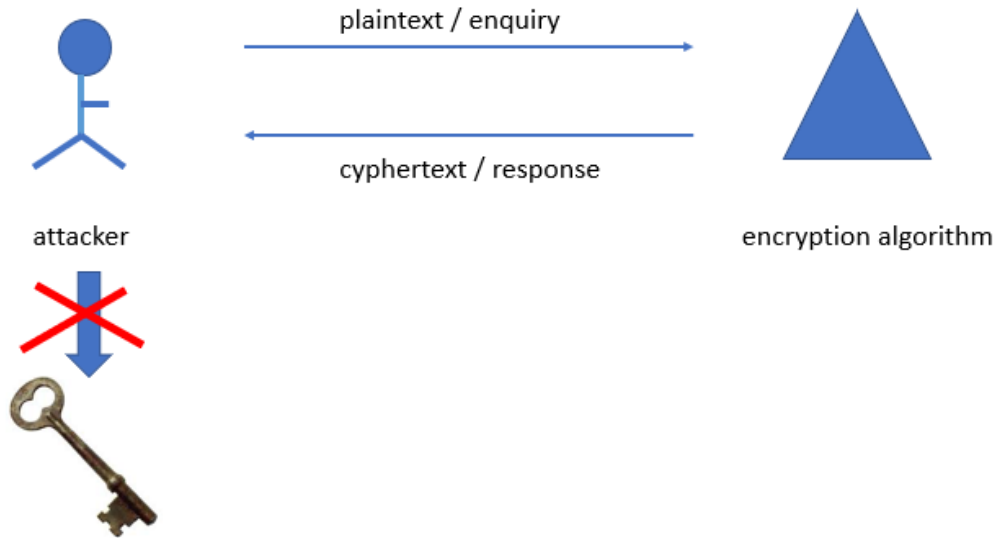 plaintext / enquiry
cyphertext / response
attacker
encryption algorithm